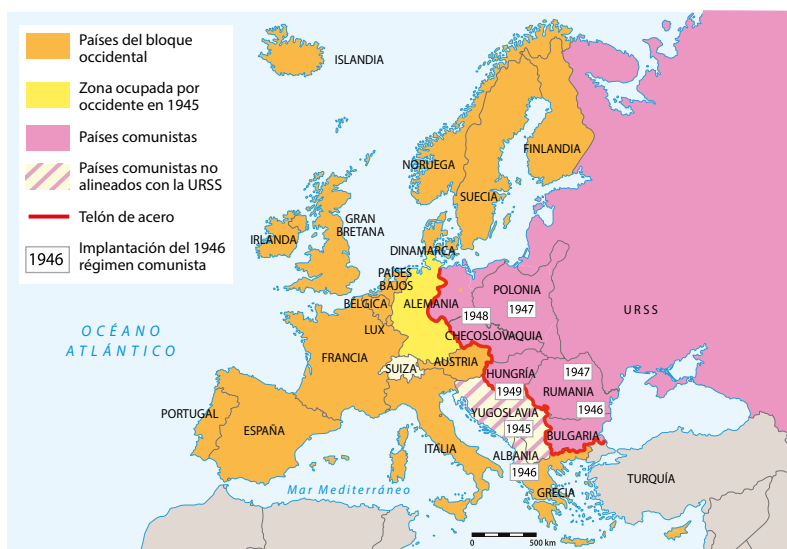 Países del bloque
occidental
Zona ocupada por
occidente en 1945
Países comunistas
Países comunistas no
alineados con la URSS
Telón de acero
1946
Implantación del 1946
régimen comunista
ISLANDIA
FINLANDIA
NORUEGA
SUECIA
GRAN
BRETANA
IRLANDA
DINAMARCA
PAÍSES
BAJOS
POLONIA
1947
URSS
BÉLGICA
ALEMANIA
1948
CHECOSLOVAQUIA
LUX
OCÉANO
ATLÁNTICO
FRANCIA
SUIZA
AUSTRIA
HUNGRÍA
1949
1947
RUMANIA
1946
YUGOSLAVIA
1945
BULGARIA
PORTUGAL
ESPAÑA
ITALIA
ALBANIA
1946
TURQUÍA
GRECIA
Mar Mediterráneo
0
500 km